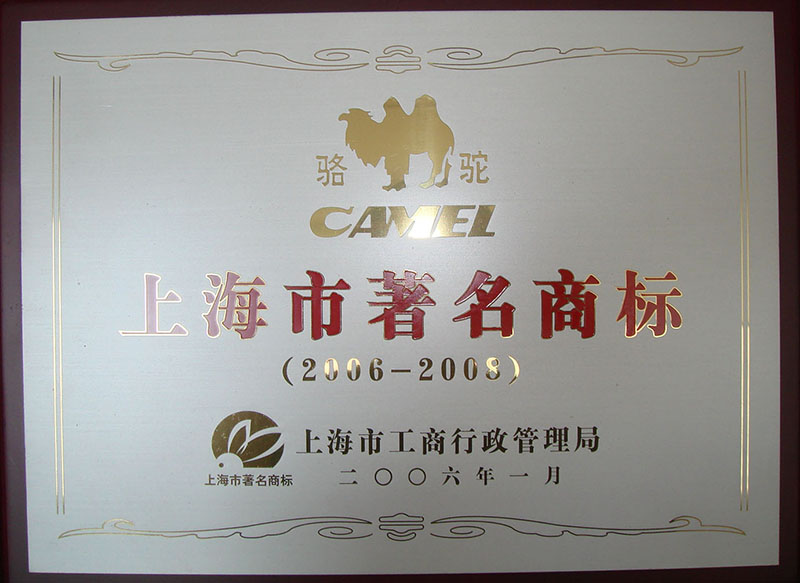 骆驼
CAMEL
上海市著名商标
(2006-2008)
上海市工商行政管理局
上海市著名商标
二〇〇六年一月